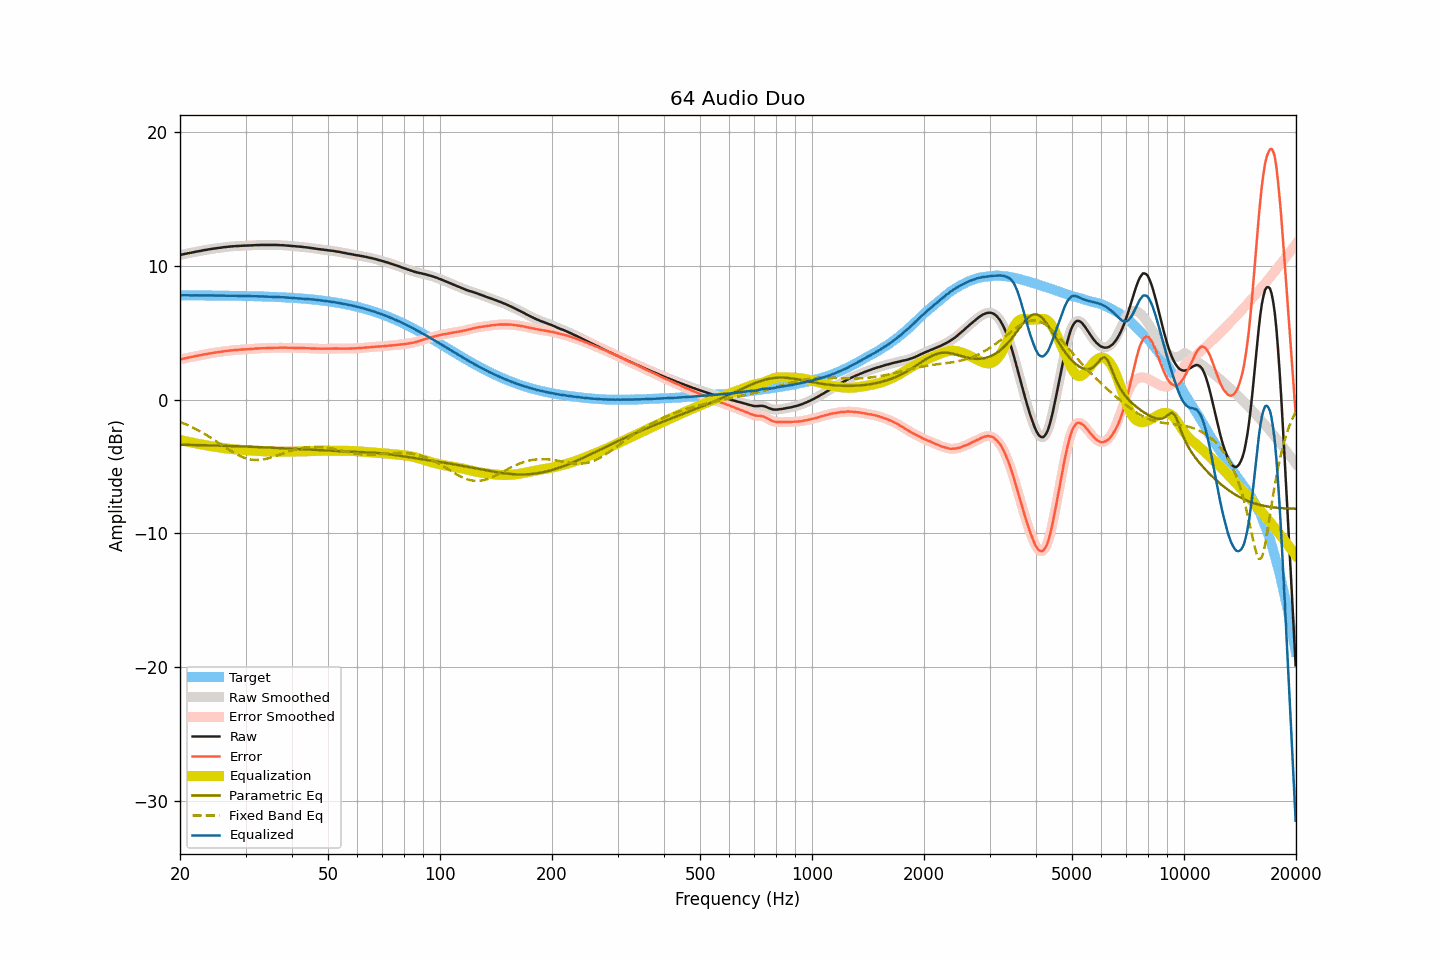 64 Audio Duo
20
10
0
−10
−20
−30
Amplitude (dBr)
Target
Raw Smoothed
Error Smoothed
Raw
Error
Equalization
Parametric Eq
Fixed Band Eq
Equalized
20 50 100 200 500 1000 2000 5000 10000 20000
Frequency (Hz)